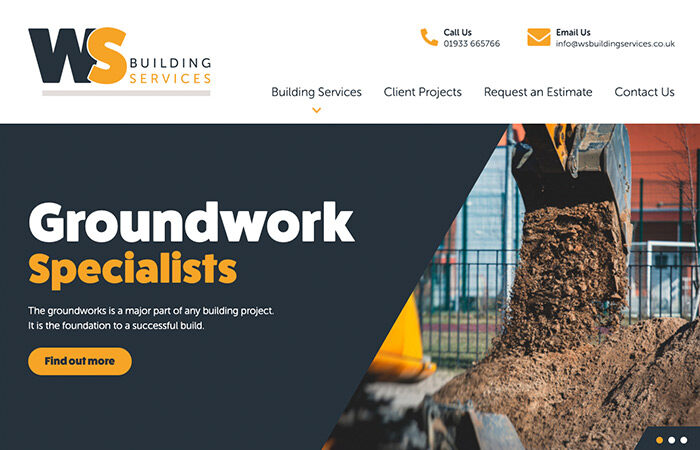 WS BUILDING
SERVICES
Call Us
01933 665766
Email Us
info@wsbuildingservices.co.uk
Building Services
Client Projects
Request an Estimate
Contact Us
Groundwork
Specialists
The groundworks is a major part of any building project.
It is the foundation to a successful build.
Find out more